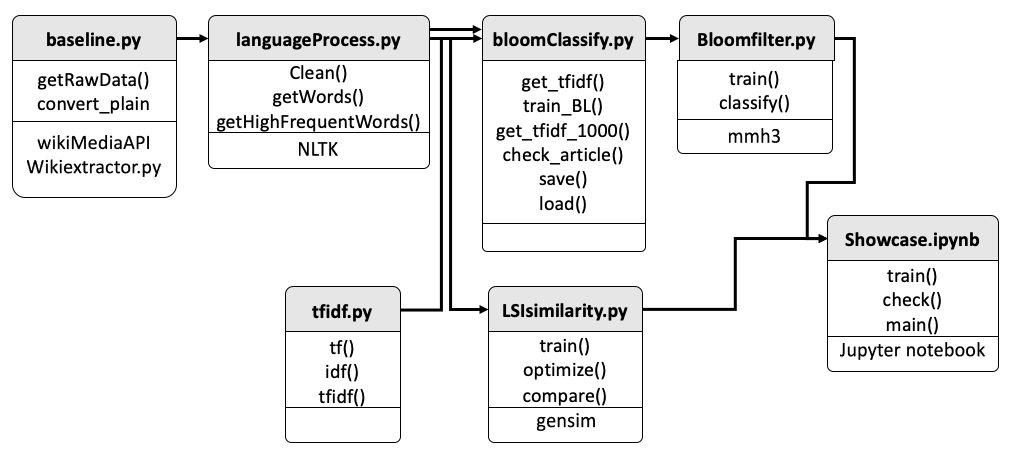 baseline.py
getRawData()
convert_plain
wikiMediaAPI
Wikiextractor.py
languageProcess.py
Clean()
getWords()
getHighFrequentWords()
NLTK
bloomClassify.py
get_tfidf()
train_BL()
get_tfidf_1000()
check_article()
save()
load()
Bloomfilter.py
train()
classify()
mmh3
tfidf.py
tf()
idf()
tfidf()
LSIsimilarity.py
train()
optimize()
compare()
gensim
Showcase.ipynb
train()
check()
main()
Jupyter notebook